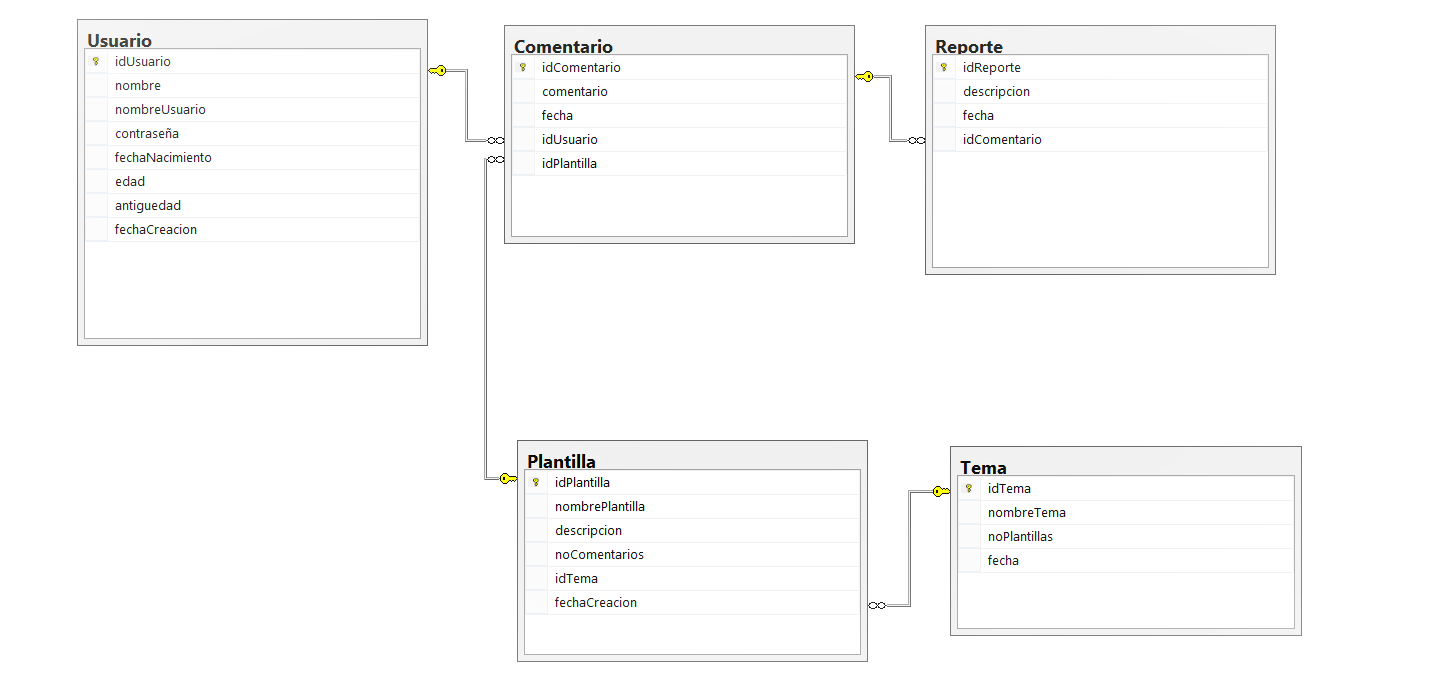 Usuario
idUsuario
nombre
nombreUsuario
contraseña
fechaNacimiento
edad
antiguedad
fechaCreacion
Comentario
idComentario
comentario
fecha
idUsuario
idPlantilla
Reporte
idReporte
descripcion
fecha
idComentario
Plantilla
idPlantilla
nombrePlantilla
descripcion
noComentarios
idTema
fechaCreacion
Tema
idTema
nombreTema
noPlantillas
fecha